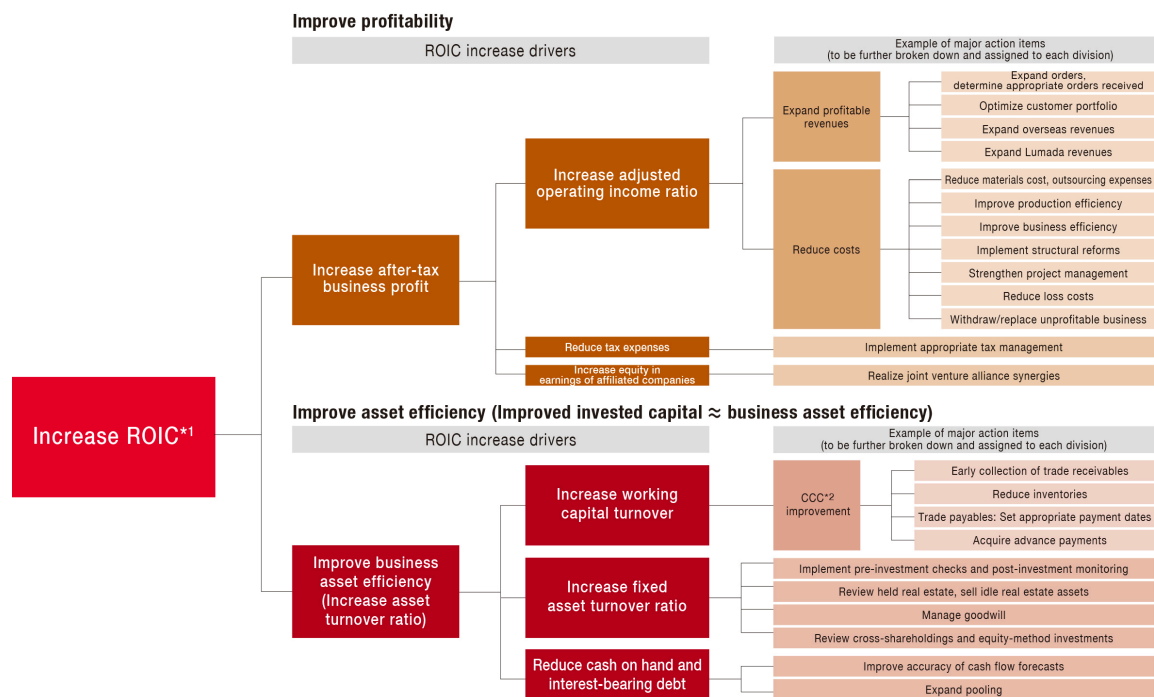 Improve profitability
ROIC increase drivers
Example of major action items
(to be further broken down and assigned to each division)
Increase ROIC*1
Increase after-tax
business profit
Increase adjusted
operating income ratio
Expand profitable
revenues
Expand orders,
determine appropriate orders received
Optimize customer portfolio
Expand overseas revenues
Expand Lumada revenues
Reduce costs
Reduce materials cost, outsourcing expenses
Improve production efficiency
Improve business efficiency
Implement structural reforms
Strengthen project management
Reduce loss costs
Withdraw/replace unprofitable business
Reduce tax expenses
Implement appropriate tax management
Increase equity in
earnings of affiliated companies
Realize joint venture alliance synergies
Improve asset efficiency (Improved invested capital ≈ business asset efficiency)
ROIC increase drivers
Example of major action items
(to be further broken down and assigned to each division)
Improve business
asset efficiency
(Increase asset
turnover ratio)
Increase working
capital turnover
CCC*2
improvement
Early collection of trade receivables
Reduce inventories
Trade payables: Set appropriate payment dates
Acquire advance payments
Increase fixed
asset turnover ratio
Implement pre-investment checks and post-investment monitoring
Review held real estate, sell idle real estate assets
Manage goodwill
Review cross-shareholdings and equity-method investments
Reduce cash on hand and
interest-bearing debt
Improve accuracy of cash flow forecasts
Expand pooling